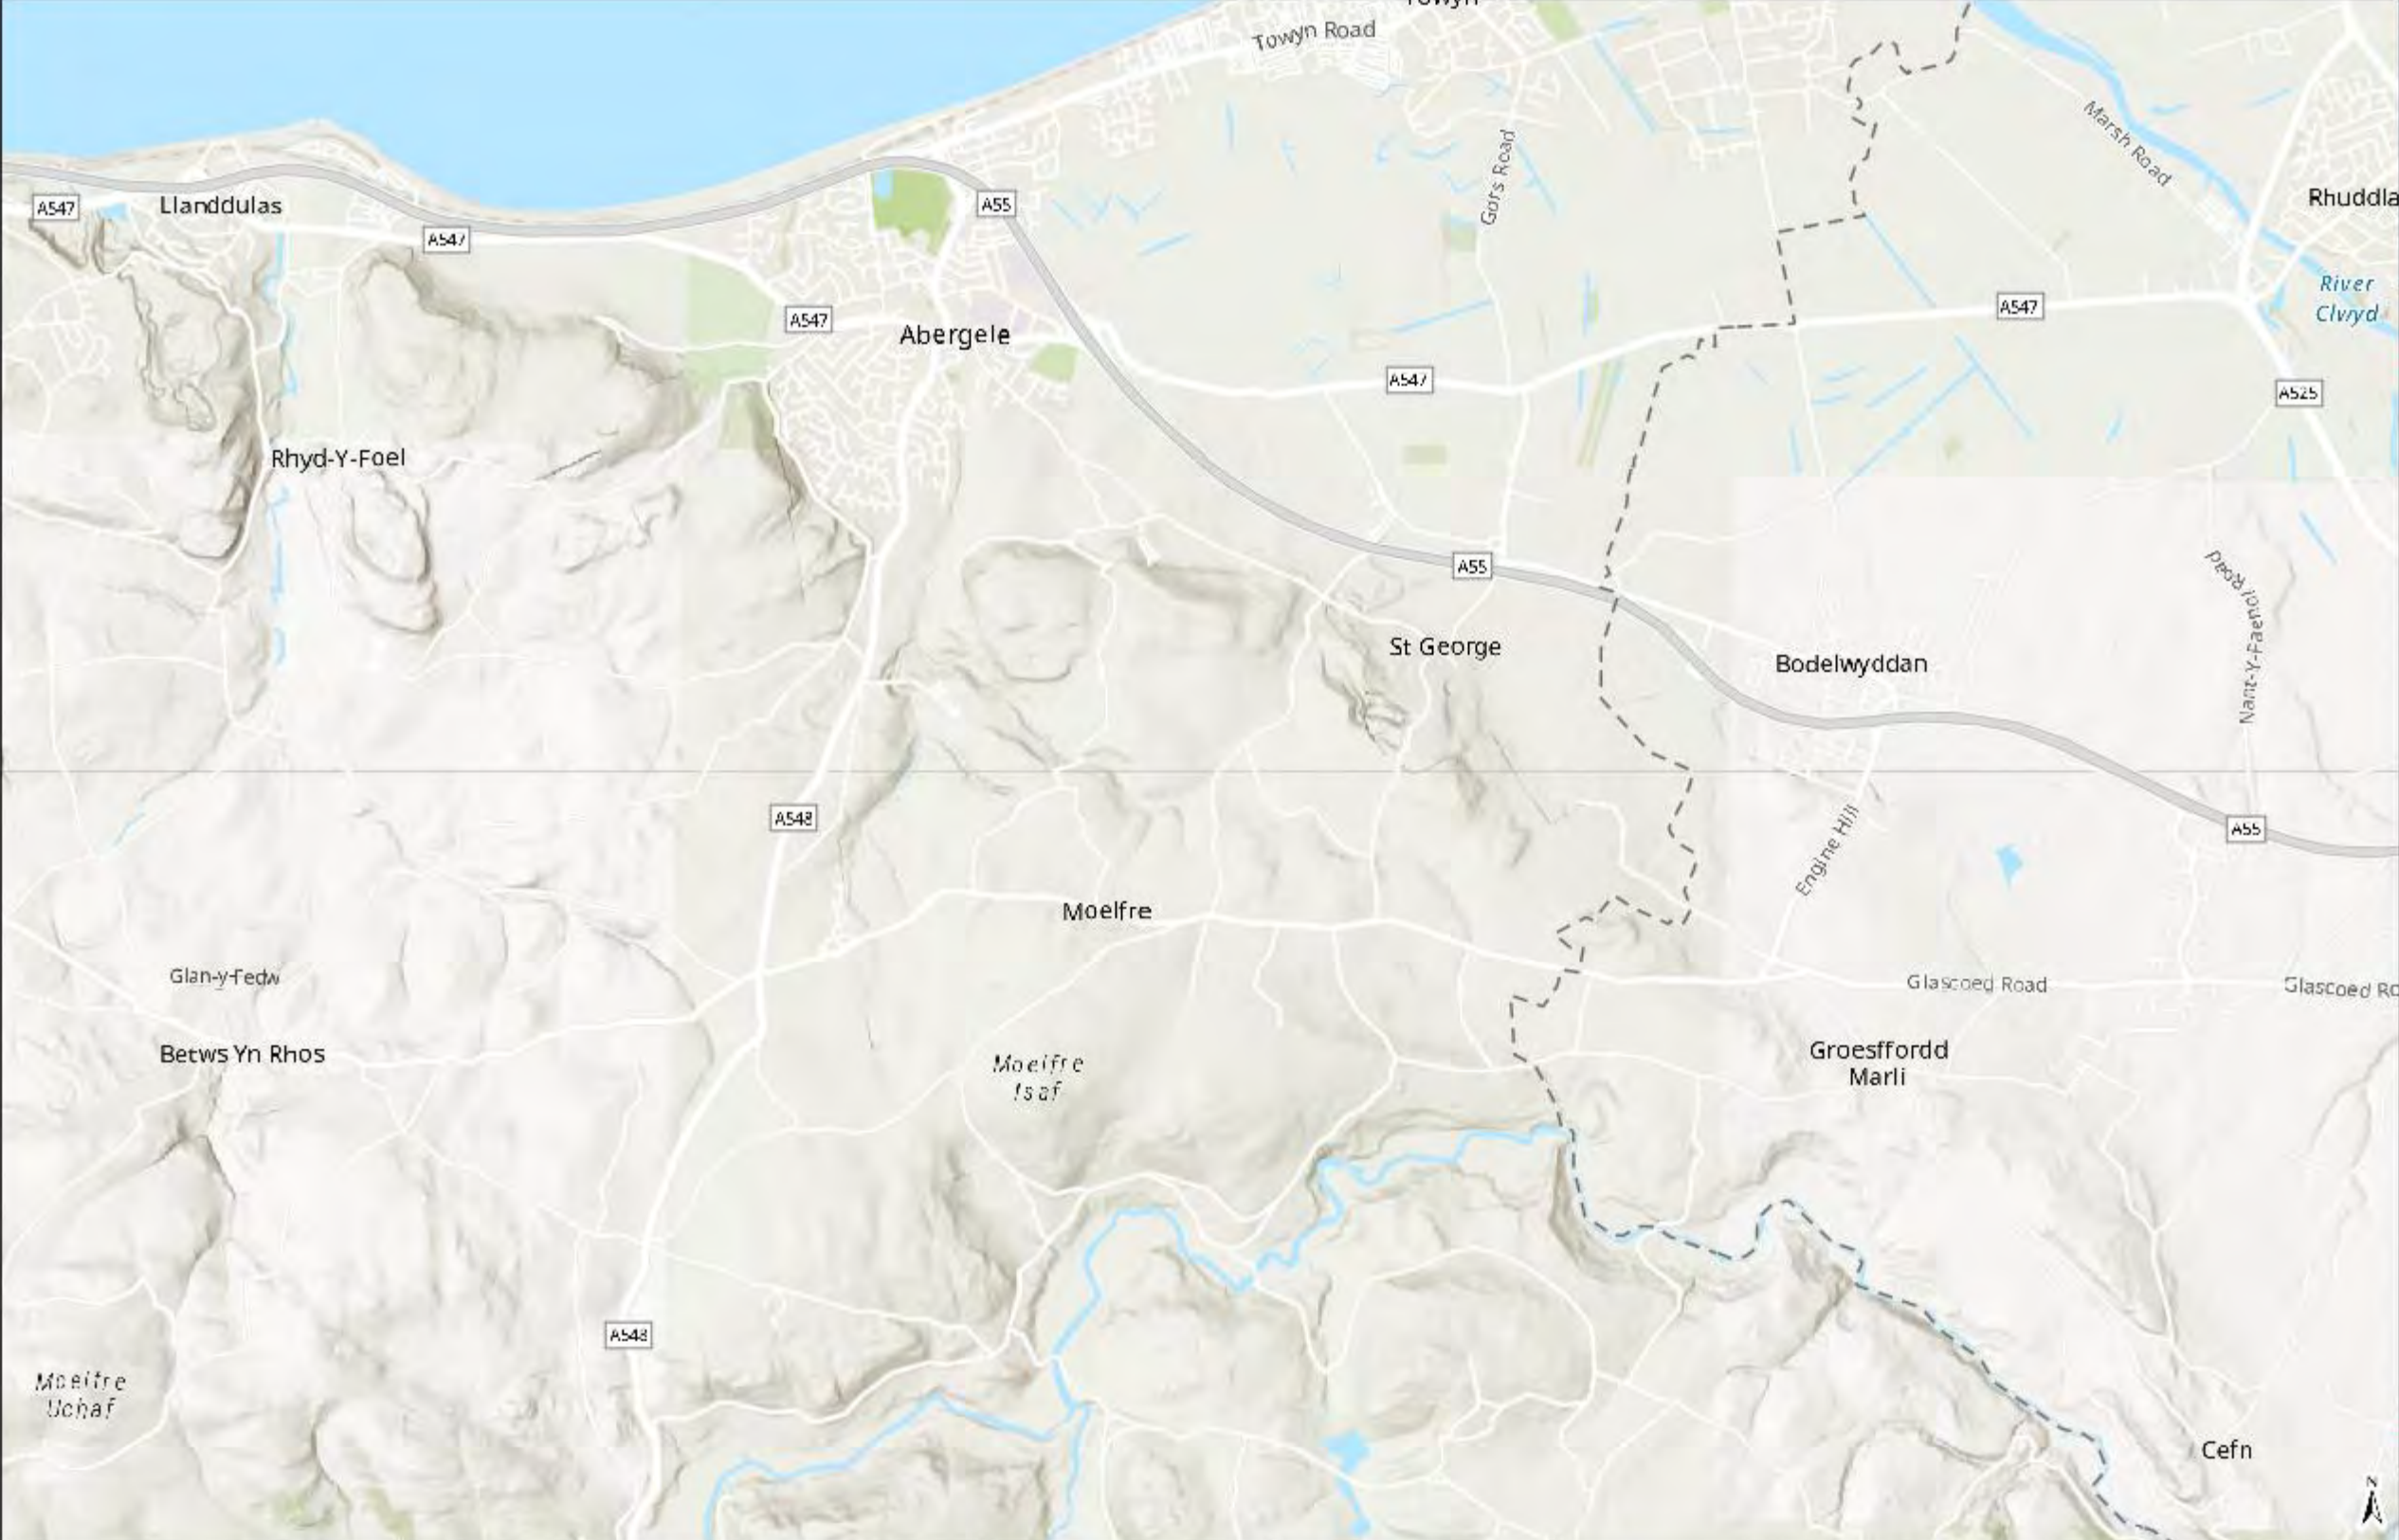 Towyn
Towyn Road
Marsh Road
Gors Road
A547
Llanddulas
A55
Rhuddla
A547
River
Clwyd
A547
A547
Abergele
A547
A525
Rhyd-Y-Foel
A55
Nant-Y-Faenol Road
St George
Bodelwyddan
A548
A55
Engine Hill
Moelfre
Glan-y-Fedw
Glascoed Road
Glascoed Ro
Betws Yn Rhos
Moelfre
Isaf
Groesffordd
Marli
A548
Moelfre
Uchaf
Cefn
N